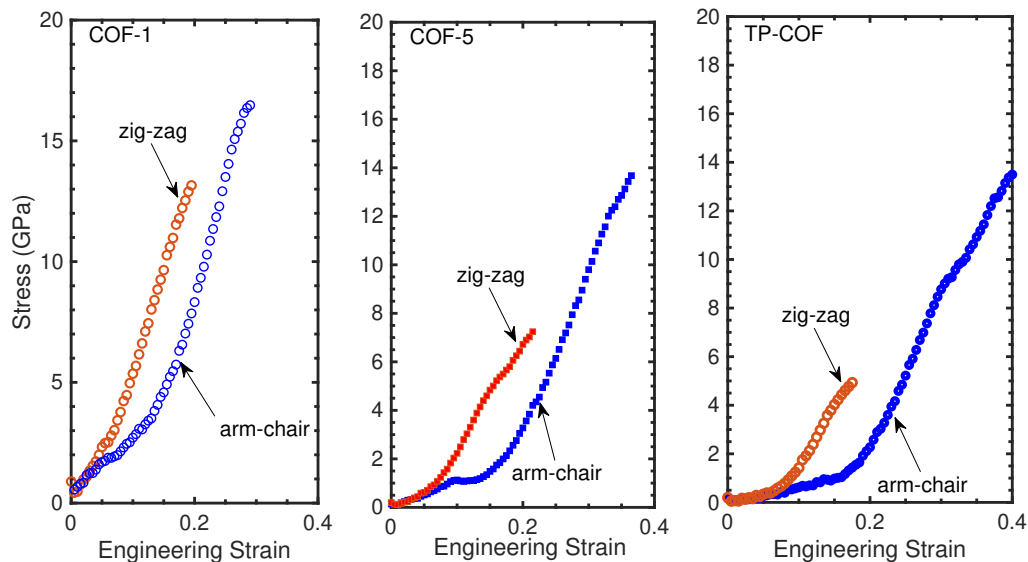 COF-1
zig-zag
arm-chair
Stress (GPa)
20
15
10
5
0
0
0.2
0.4
Engineering Strain
COF-5
zig-zag
arm-chair
20
18
16
14
12
10
8
6
4
2
0
0
0.2
0.4
Engineering Strain
TP-COF
zig-zag
arm-chair
20
18
16
14
12
10
8
6
4
2
0
0
0.2
0.4
Engineering Strain